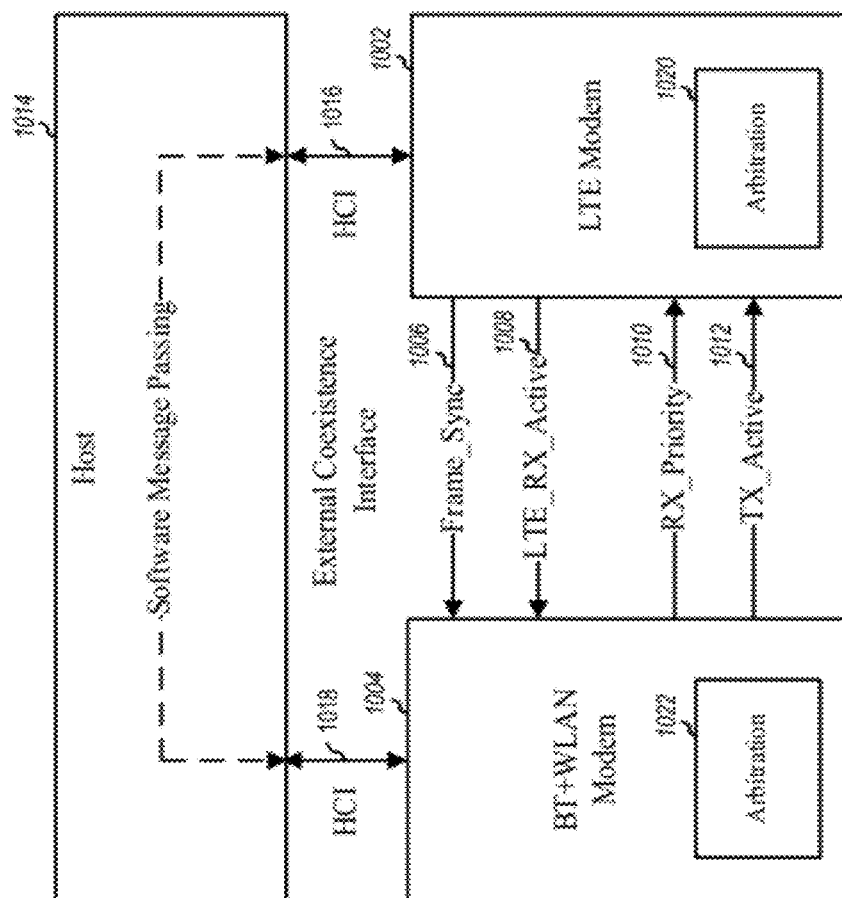 1014
Host
Software Message Passing
HCI
1018
External Coexistence
Interface
HCI
1016
1004
BT+WLAN
Modem
1022
Arbitration
Frame_Sync
1006
LTE_RX_Active
1008
RX_Priority
1010
TX_Active
1012
1002
LTE Modem
1020
Arbitration